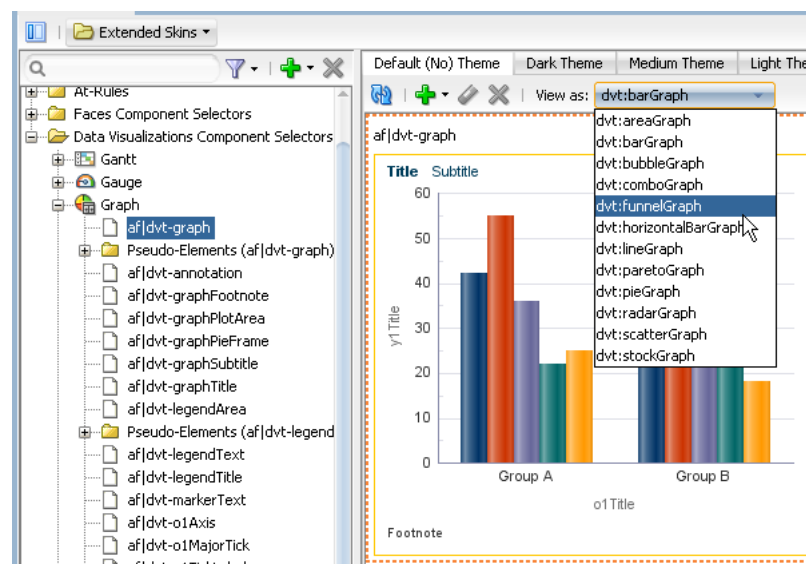 Extended Skins
At-Rules
Faces Component Selectors
Data Visualizations Component Selectors
Gantt
Gauge
Graph
af|dvt-graph
Pseudo-Elements (af|dvt-graph)
af|dvt-annotation
af|dvt-graphFootnote
af|dvt-graphPlotArea
af|dvt-graphPieFrame
af|dvt-graphSubtitle
af|dvt-graphTitle
af|dvt-legendArea
Pseudo-Elements (af|dvt-legend
af|dvt-legendText
af|dvt-legendTitle
af|dvt-markerText
af|dvt-o1Axis
af|dvt-o1MajorTick
Default (No) Theme Dark Theme Medium Theme Light The
View as: dvt:barGraph
dvt:areaGraph
dvt:barGraph
dvt:bubbleGraph
dvt:comboGraph
dvt:funnelGraph
dvt:horizontalBarGraph
dvt:lineGraph
dvt:paretoGraph
dvt:pieGraph
dvt:radarGraph
dvt:scatterGraph
dvt:stockGraph
af|dvt-graph
Title Subtitle
60
50
40
30
20
10
0
y1Title
Group A Group B
o1Title
Footnote